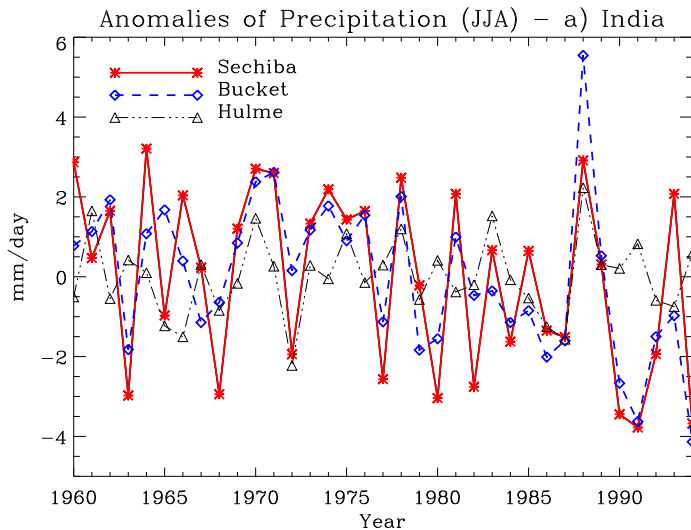 Anomalies of Precipitation (JJA) – a) India
6
4
2
0
−2
−4
mm/day
Sechiba
Bucket
Hulme
1960 1965 1970 1975 1980 1985 1990
Year